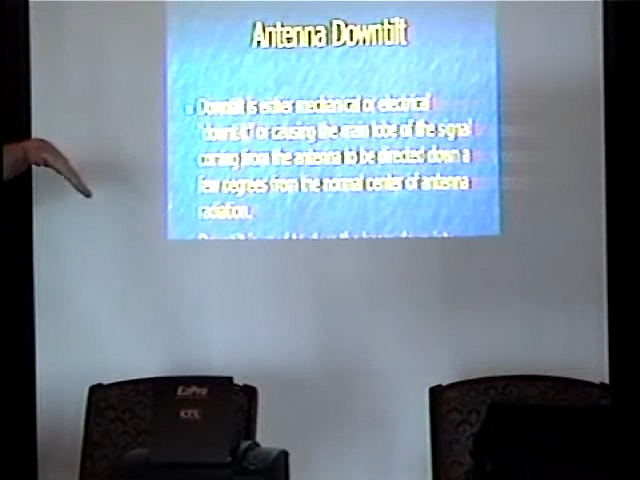 Antenna Downtilt
Downtilt is either mechanical or electrical
"downtilt" or causing the main lobe of the signal
coming from the antenna to be directed down a
few degrees from the normal center of antenna
radiation.
EzPro